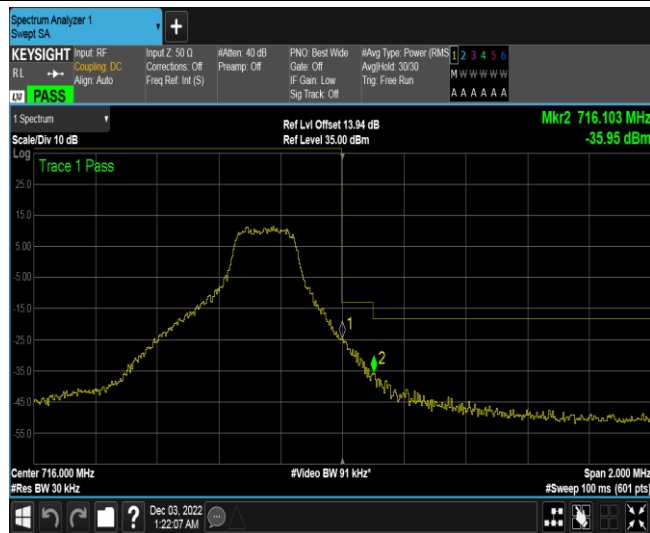 Spectrum Analyzer 1
Swept SA
+
KEYSIGHT
RL
LXI PASS
Input: RF
Coupling: DC
Align: Auto
Input Z: 50 Ω
Corrections: Off
Freq Ref: Int (S)
#Atten: 40 dB
Preamp: Off
PNO: Best Wide
Gate: Off
IF Gain: Low
Sig Track: Off
#Avg Type: Power (RMS
Avg|Hold: 30/30
Trig: Free Run
1 2 3 4 5 6
M W W W W W
A A A A A A
1 Spectrum
Scale/Div 10 dB
Log
Ref Lvl Offset 13.94 dB
Ref Level 35.00 dBm
Mkr2 716.103 MHz
-35.95 dBm
Trace 1 Pass
25.0
15.0
5.00
-5.00
-15.0
-25.0
-35.0
-45.0
-55.0
1
2
Center 716.000 MHz
#Res BW 30 kHz
#Video BW 91 kHz*
Span 2.000 MHz
#Sweep 100 ms (601 pts)
?
Dec 03, 2022
1:22:07 AM